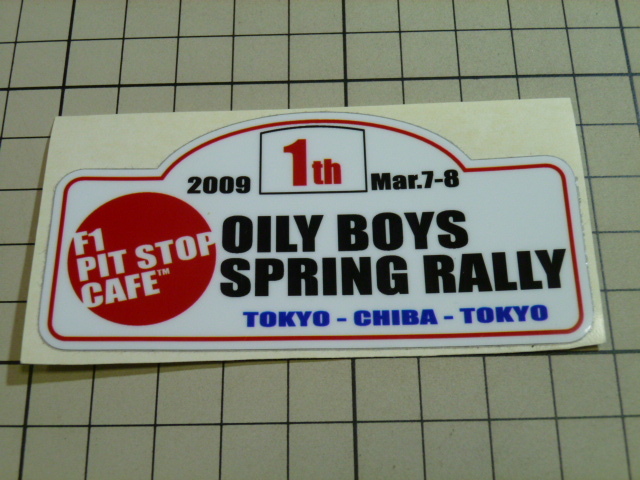 1th
2009
Mar.7-8
F1
PIT STOP
CAFE™
OILY BOYS
SPRING RALLY
TOKYO - CHIBA - TOKYO